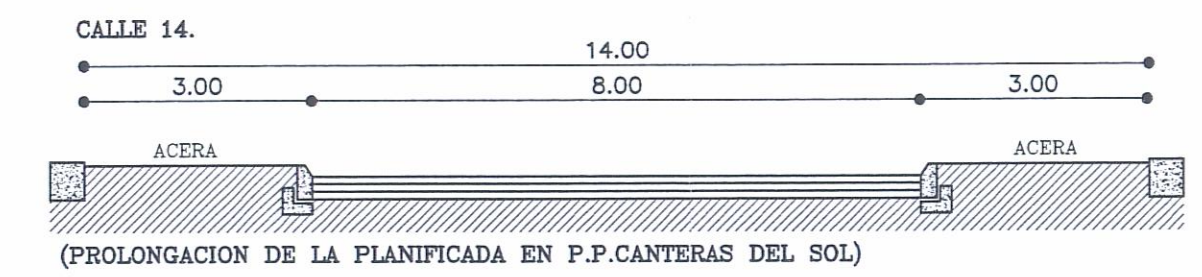 CALLE 14.
14.00
3.00 8.00 3.00
ACERA ACERA
(PROLONGACION DE LA PLANIFICADA EN P.P.CANTERAS DEL SOL)